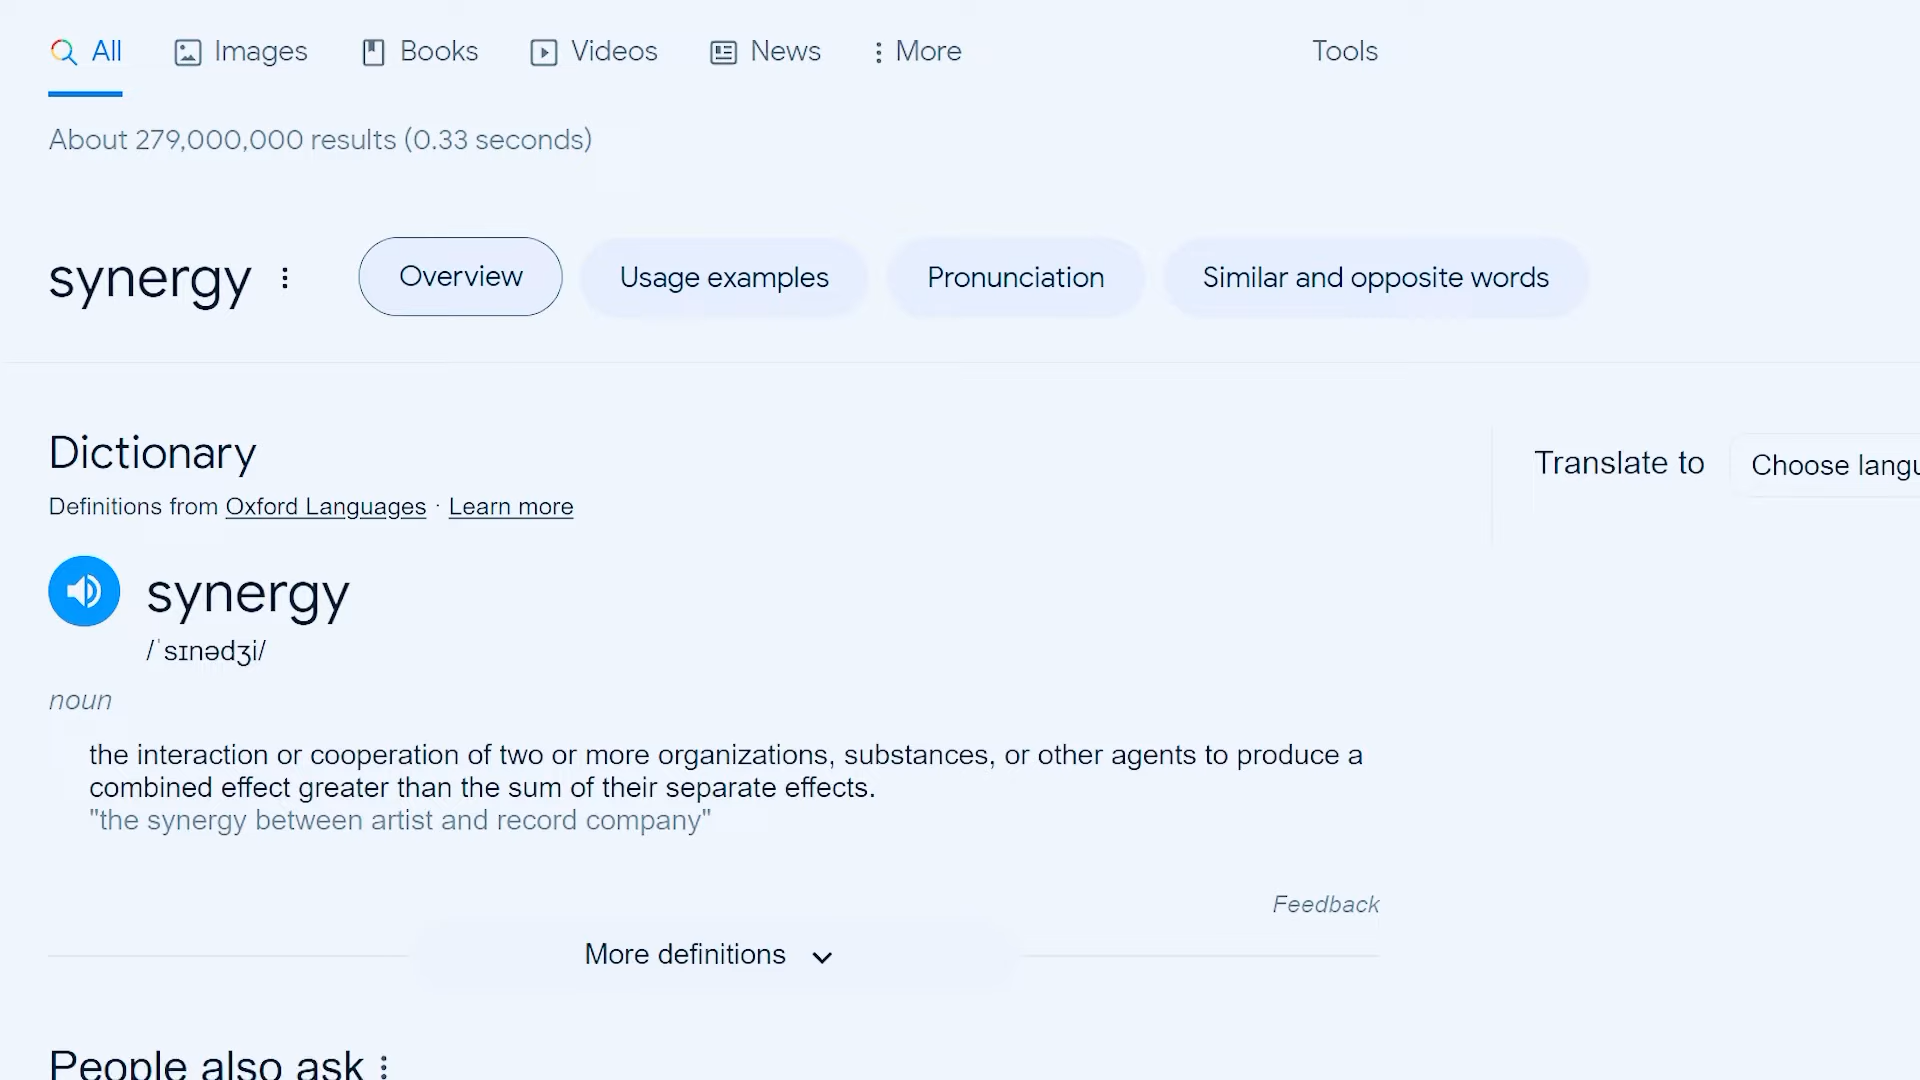 All Images Books Videos News More Tools
About 279,000,000 results (0.33 seconds)
synergy Overview Usage examples Pronunciation Similar and opposite words
Dictionary
Translate to Choose langu
Definitions from Oxford Languages · Learn more
synergy
/ˈsɪnədʒi/
noun
the interaction or cooperation of two or more organizations, substances, or other agents to produce a
combined effect greater than the sum of their separate effects.
"the synergy between artist and record company"
Feedback
More definitions
People also ask